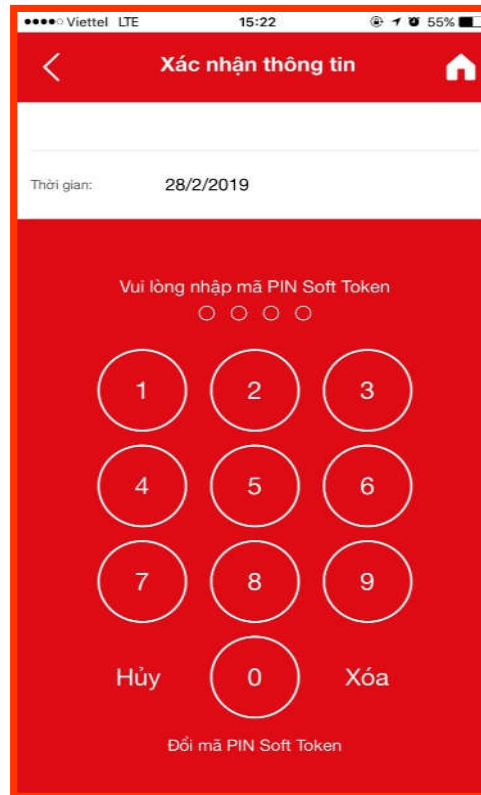 Viettel LTE 15:22 55%
Xác nhận thông tin
Thời gian: 28/2/2019
Vui lòng nhập mã PIN Soft Token
1 2 3
4 5 6
7 8 9
Hủy 0 Xóa
Đổi mã PIN Soft Token